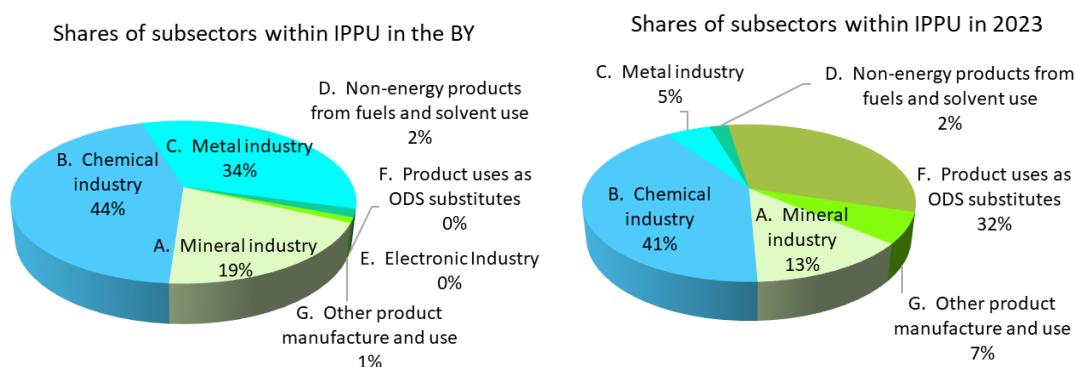 Shares of subsectors within IPPU in the BY
D. Non-energy products
from fuels and solvent use
2%
C. Metal industry
34%
B. Chemical
industry
44%
F. Product uses as
ODS substitutes
0%
A. Mineral industry
19%
E. Electronic Industry
0%
G. Other product
manufacture and use
1%
Shares of subsectors within IPPU in 2023
C. Metal industry
5%
D. Non-energy products from
fuels and solvent use
2%
B. Chemical
industry
41%
A. Mineral
industry
13%
F. Product uses as
ODS substitutes
32%
G. Other product
manufacture and use
7%